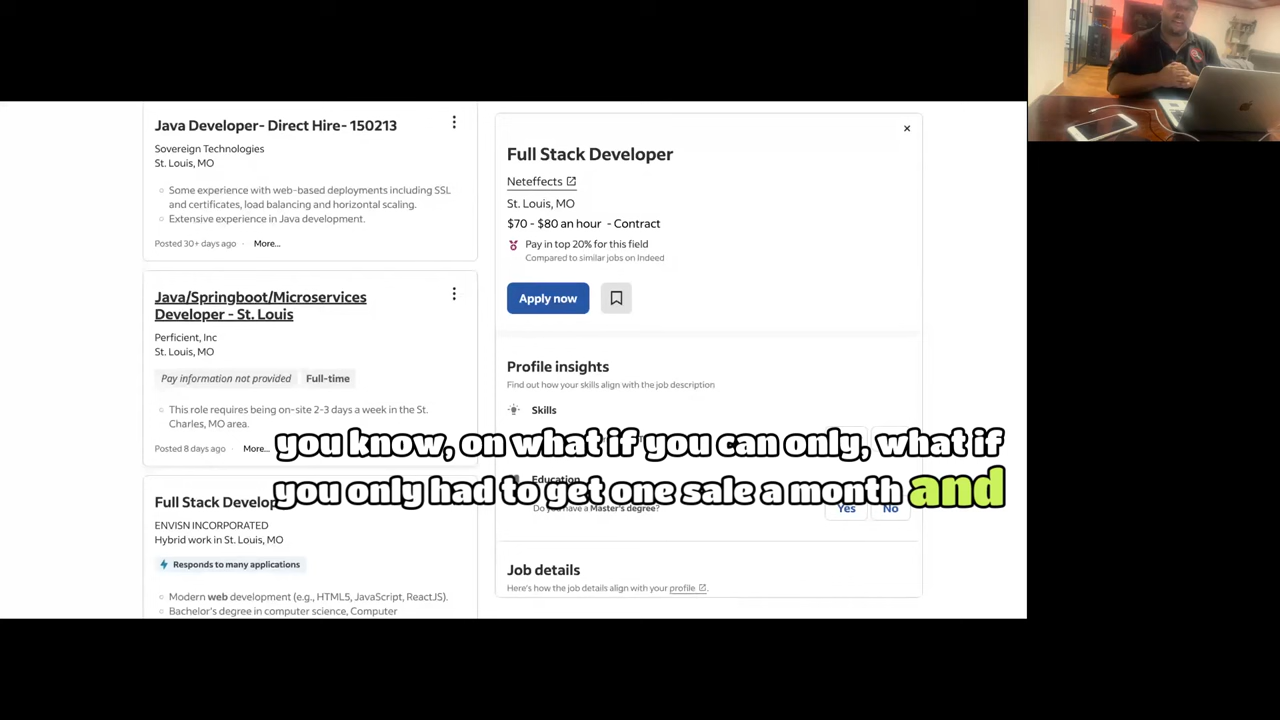 Java Developer- Direct Hire- 150213
Sovereign Technologies
St. Louis, MO
Some experience with web-based deployments including SSL
and certificates, load balancing and horizontal scaling.
Extensive experience in Java development.
Posted 30+ days ago · More...
Java/Springboot/Microservices
Developer - St. Louis
Perficient, Inc
St. Louis, MO
Pay information not provided
Full-time
This role requires being on-site 2-3 days a week in the St.
Charles, MO area.
Posted 8 days ago · More...
Full Stack Develop
ENVISN INCORPORATED
Hybrid work in St. Louis, MO
Responds to many applications
Modern web development (e.g., HTML5, JavaScript, ReactJS).
Bachelor's degree in computer science, Computer
Full Stack Developer
Neteffects
St. Louis, MO
$70 - $80 an hour - Contract
Pay in top 20% for this field
Compared to similar jobs on Indeed
Apply now
Profile insights
Find out how your skills align with the job description
Skills
Education
Do you have a Master's degree?
Yes
No
Job details
Here's how the job details align with your profile.
you know, on what if you can only, what if
you only had to get one sale a month and